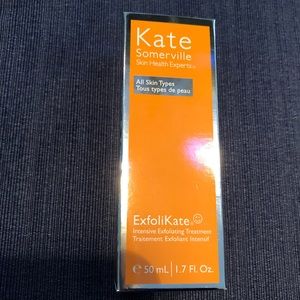 Kate
Somerville
Skin Health Experts®
All Skin Types
Tous types de peau
ExfoliKate®
Intensive Exfoliating Treatment
Traitement Exfoliant Intensif
℮ 50 mL | 1.7 Fl. Oz.